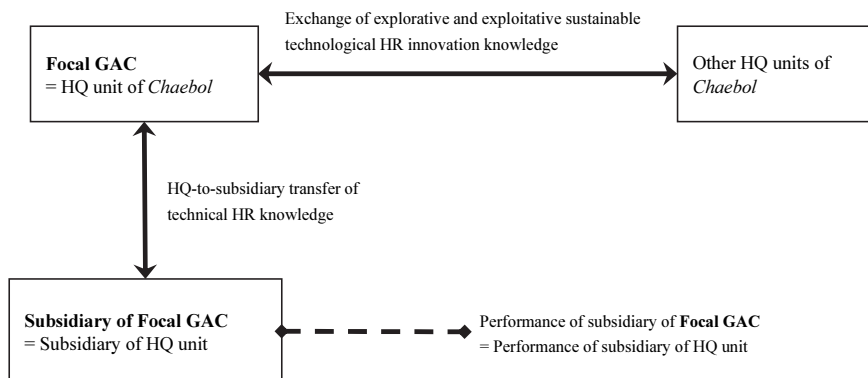 Exchange of explorative and exploitative sustainable
technological HR innovation knowledge
Focal GAC
= HQ unit of Chaebol
Other HQ units of
Chaebol
HQ-to-subsidiary transfer of
technical HR knowledge
Subsidiary of Focal GAC
= Subsidiary of HQ unit
Performance of subsidiary of Focal GAC
= Performance of subsidiary of HQ unit